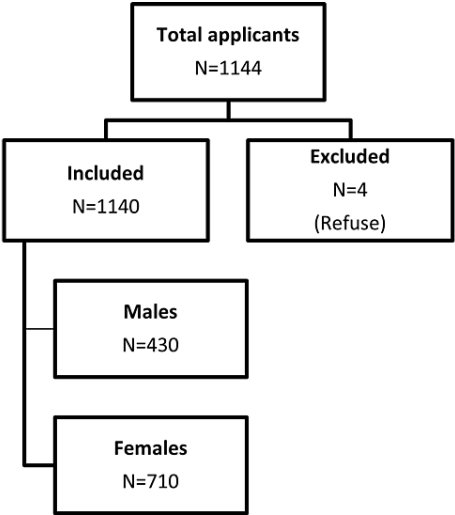 Total applicants
N=1144
Included
N=1140
Excluded
N=4
(Refuse)
Males
N=430
Females
N=710